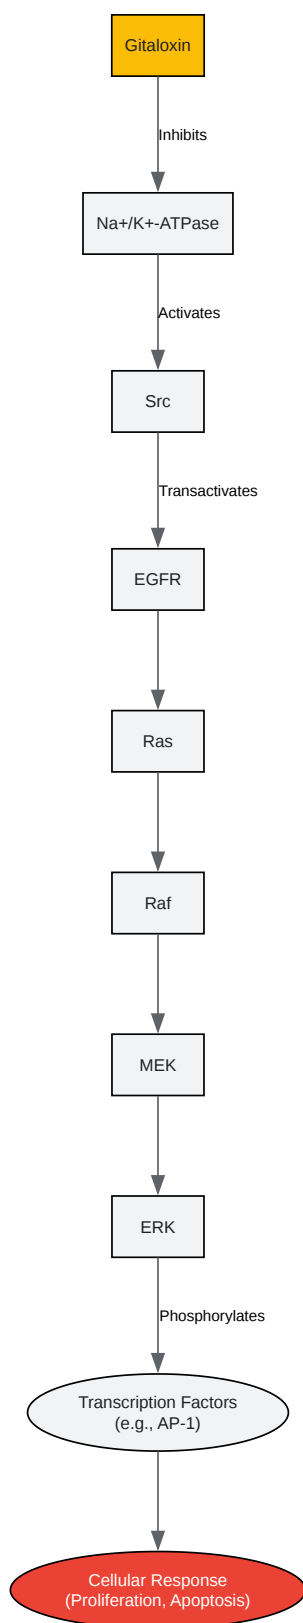 Gitaloxin
Inhibits
Na+/K+-ATPase
Activates
Src
Transactivates
EGFR
Ras
Raf
MEK
ERK
Phosphorylates
Transcription Factors
(e.g., AP-1)
Cellular Response
(Proliferation, Apoptosis)